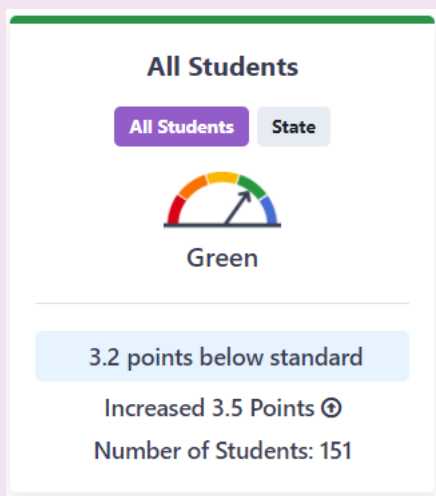 All Students
All Students State
Green
3.2 points below standard
Increased 3.5 Points
Number of Students: 151